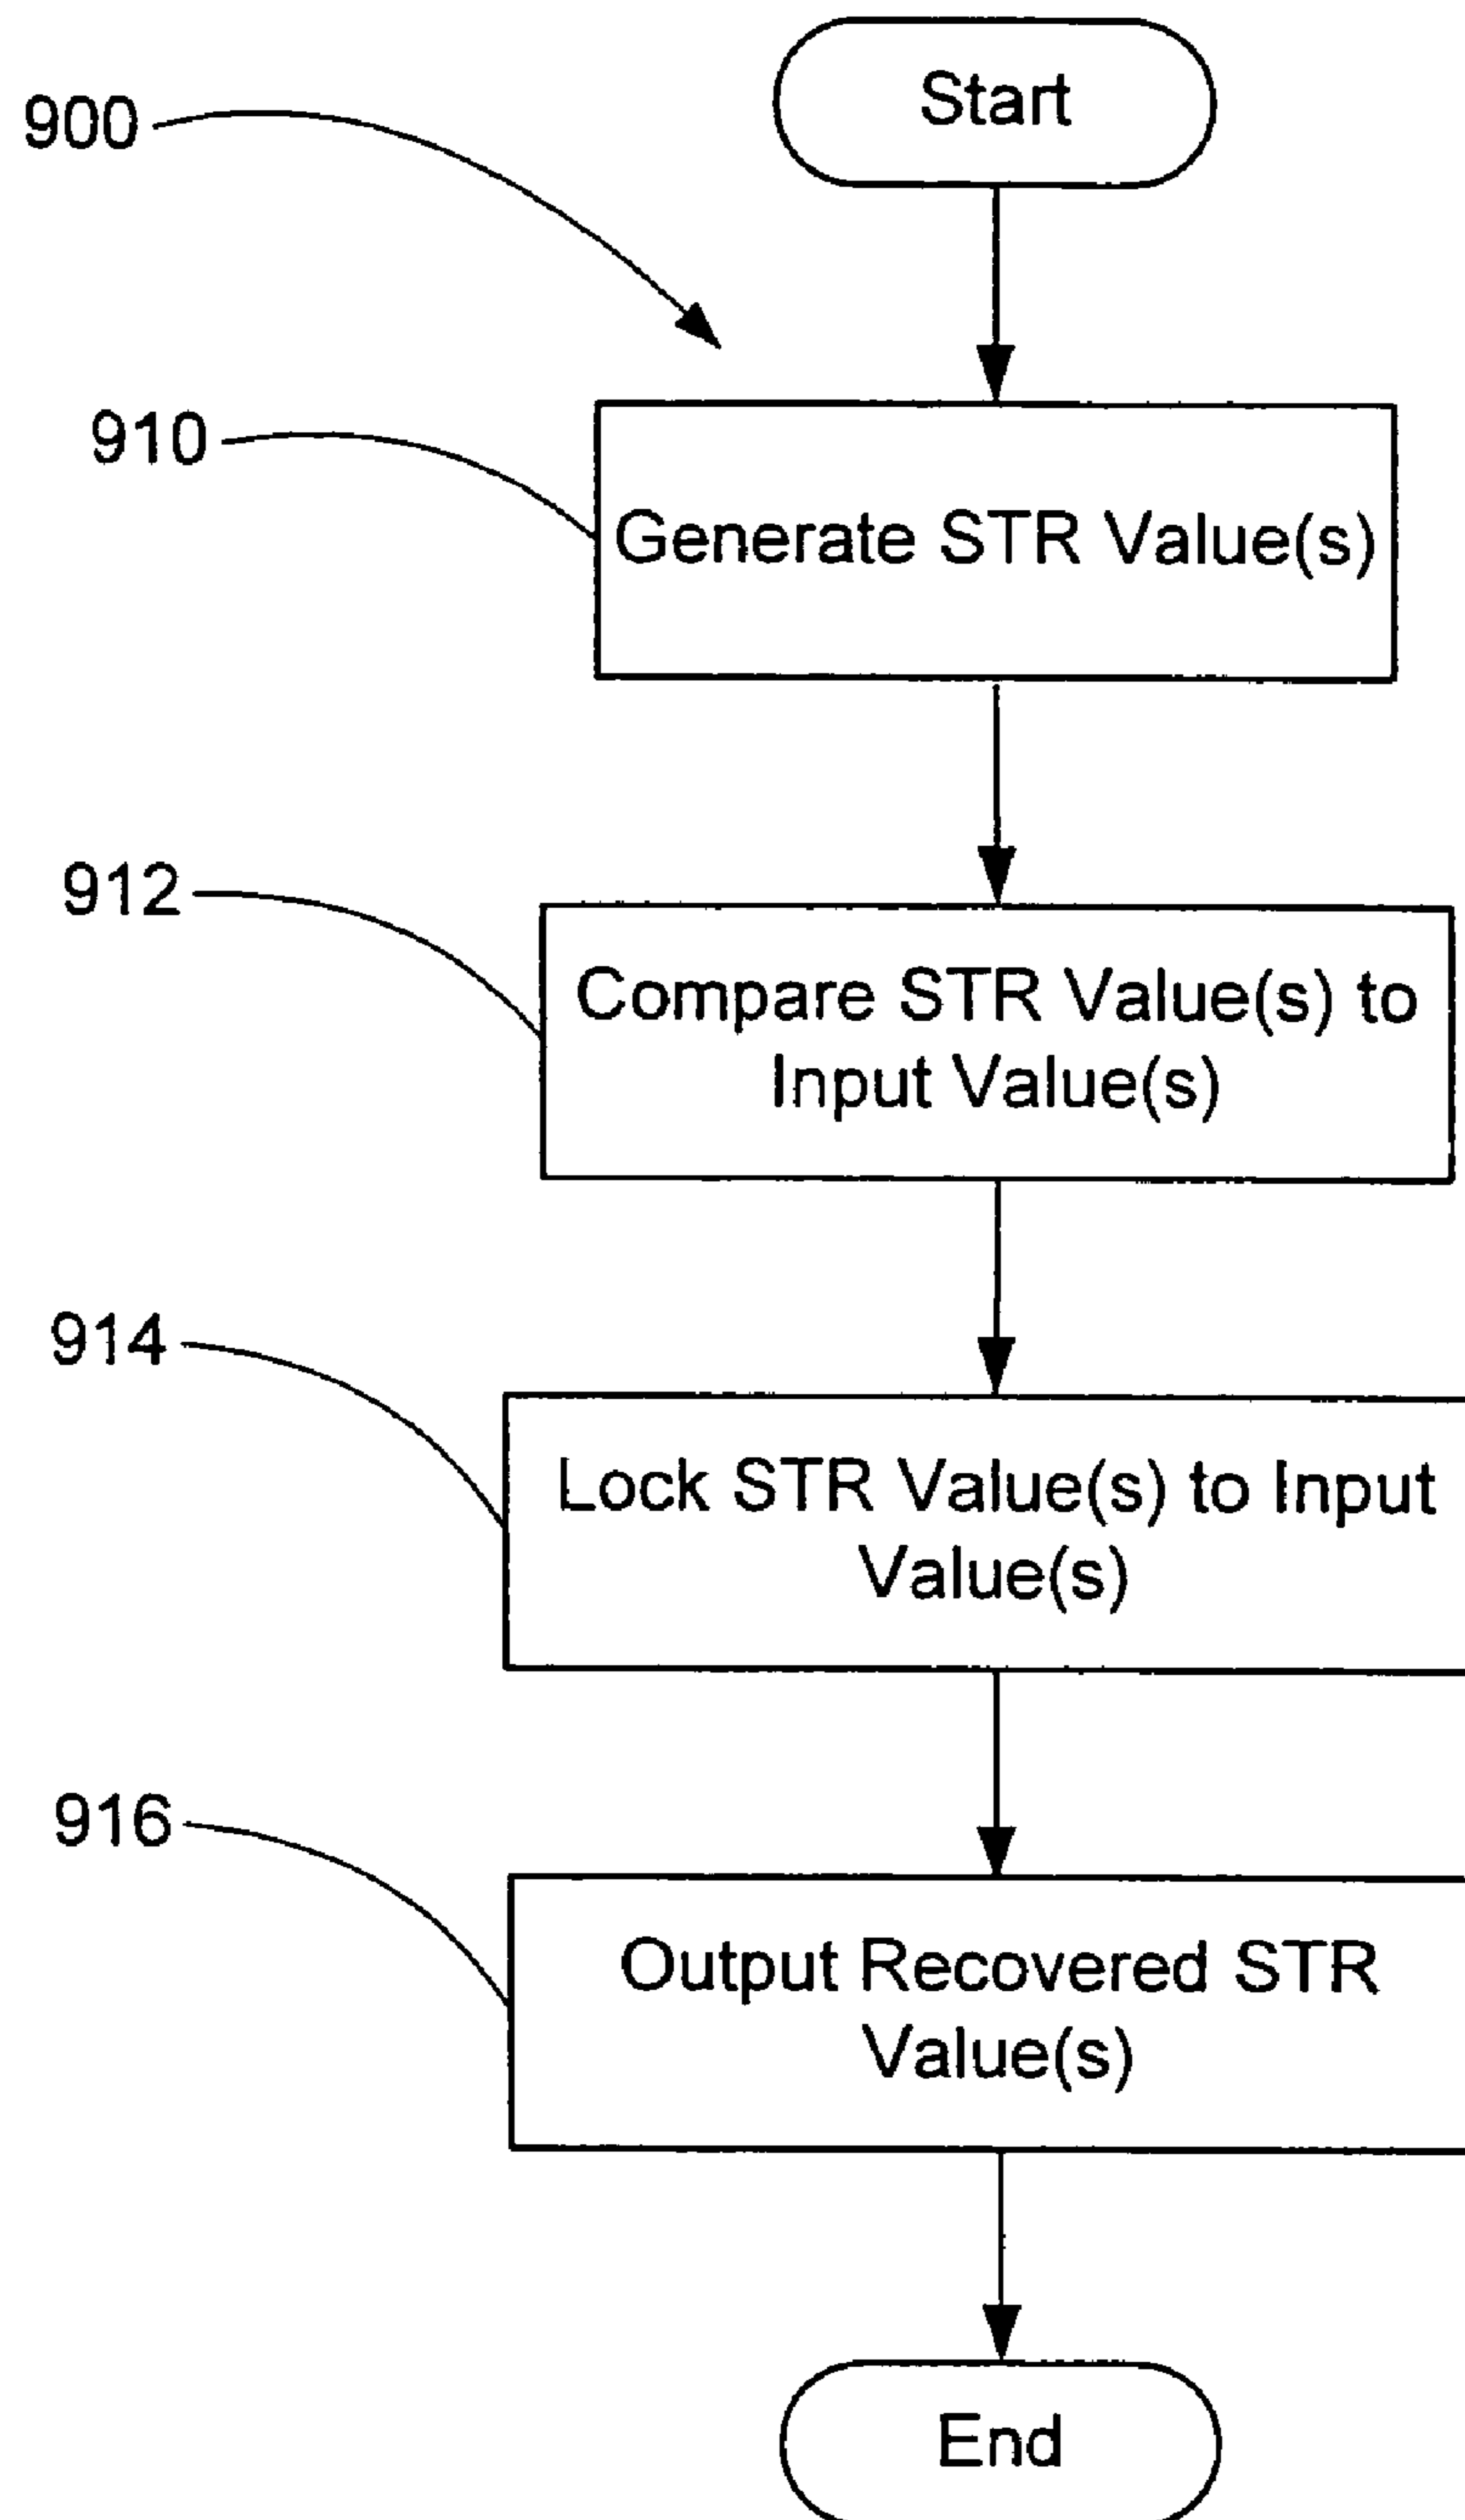 Start
900
910
Generate STR Value(s)
912
Compare STR Value(s) to
Input Value(s)
914
Lock STR Value(s) to Input
Value(s)
916
Output Recovered STR
Value(s)
End